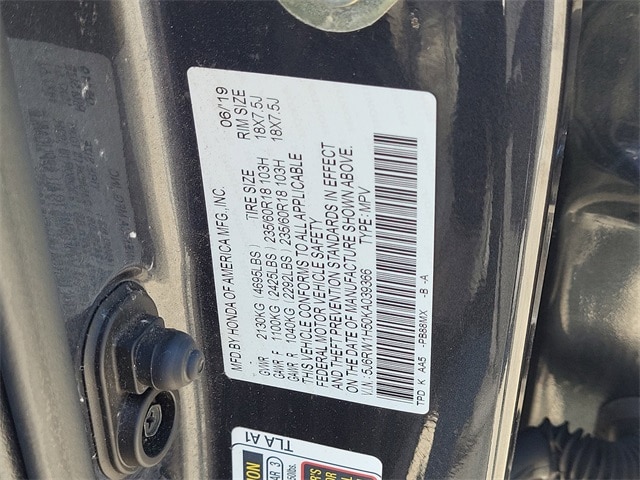 MFD BY HONDA OF AMERICA MFG., INC. 06/'19
TIRE SIZE RIM SIZE
GVWR 2130KG ( 4695LBS )
GAWR F 1100KG ( 2425LBS ) 235/60R18 103H 18X7.5J
GAWR R 1040KG ( 2292LBS ) 235/60R18 103H 18X7.5J
THIS VEHICLE CONFORMS TO ALL APPLICABLE
FEDERAL MOTOR VEHICLE SAFETY
AND THEFT PREVENTION STANDARDS IN EFFECT
ON THE DATE OF MANUFACTURE SHOWN ABOVE.
V.I.N: 5J6RW1H50KA039366 TYPE: MPV
TPD K AA5 -PB88MX -B -A
TLA A1